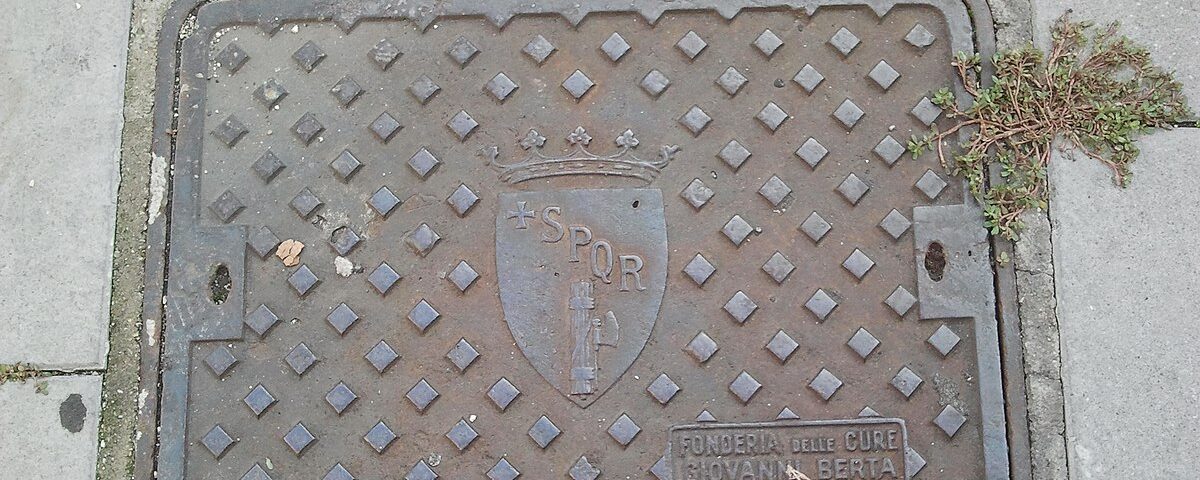 SPQR
FONDERIA DELLE CURE
GIOVANNI BERTA